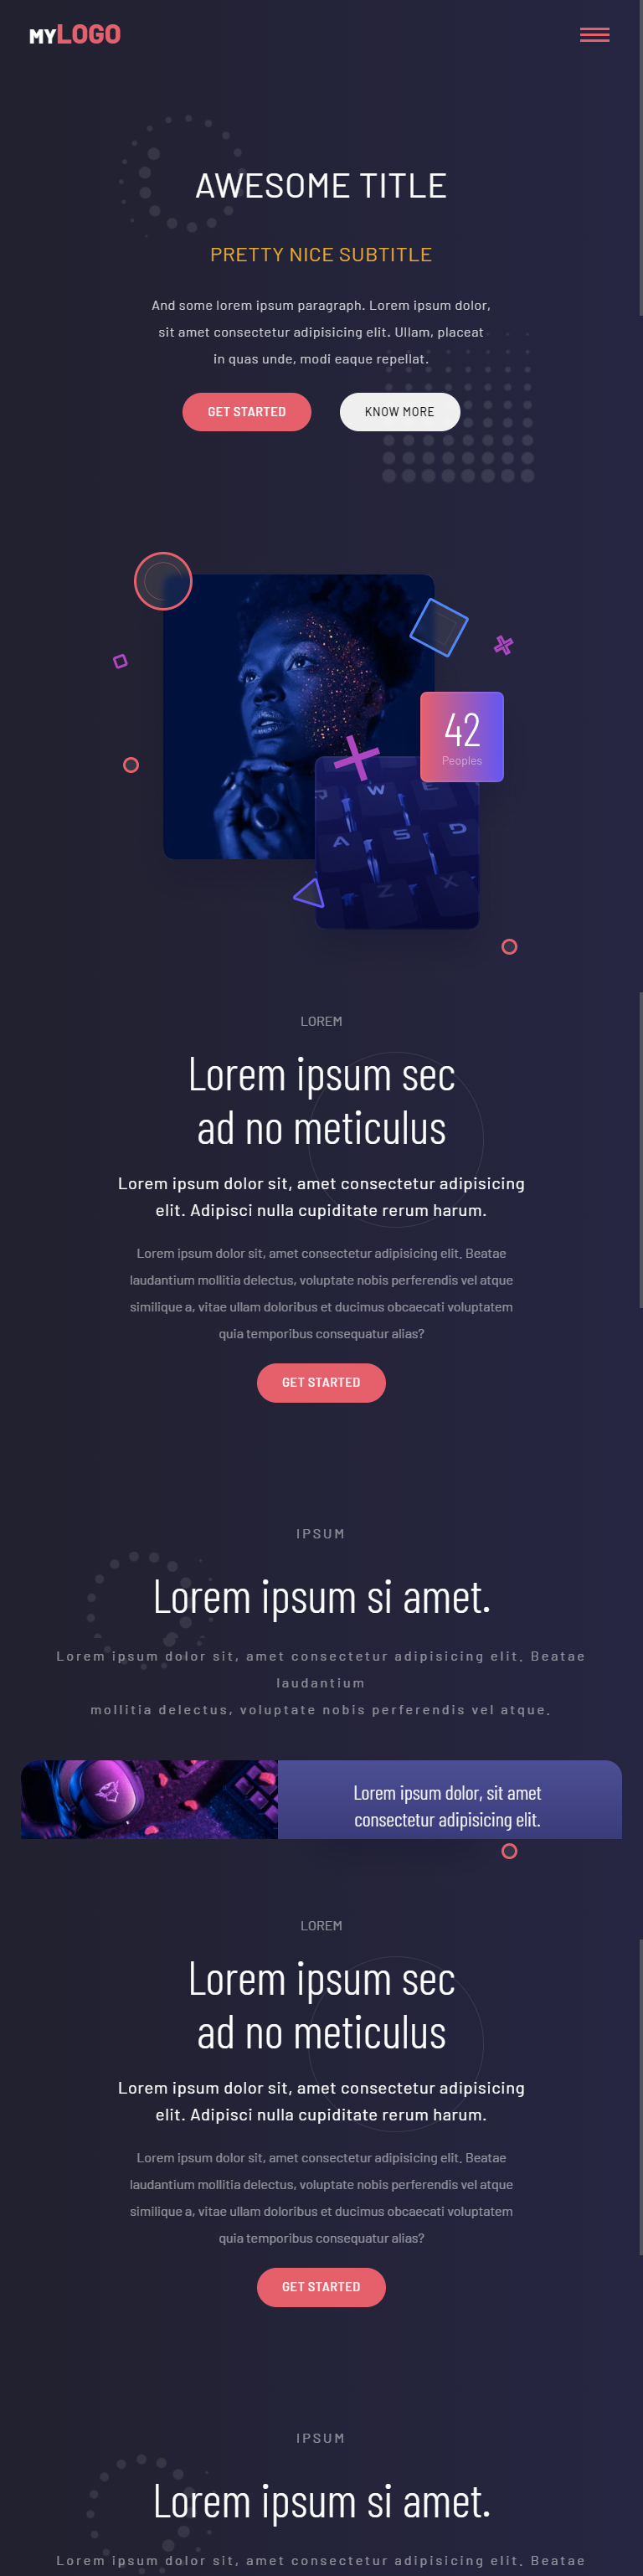 MYLOGO
AWESOME TITLE
PRETTY NICE SUBTITLE
And some lorem ipsum paragraph. Lorem ipsum dolor,
sit amet consectetur adipisicing elit. Ullam, placeat
in quas unde, modi eaque repellat.
GET STARTED KNOW MORE
42
Peoples
Q W E
A S D
Z X
LOREM
Lorem ipsum sec
ad no meticulus
Lorem ipsum dolor sit, amet consectetur adipisicing
elit. Adipisci nulla cupiditate rerum harum.
Lorem ipsum dolor sit, amet consectetur adipisicing elit. Beatae
laudantium mollitia delectus, voluptate nobis perferendis vel atque
similique a, vitae ullam doloribus et ducimus obcaecati voluptatem
quia temporibus consequatur alias?
GET STARTED
IPSUM
Lorem ipsum si amet.
Lorem ipsum dolor sit, amet consectetur adipisicing elit. Beatae
laudantium
mollitia delectus, voluptate nobis perferendis vel atque.
Lorem ipsum dolor, sit amet
consectetur adipisicing elit.
LOREM
Lorem ipsum sec
ad no meticulus
Lorem ipsum dolor sit, amet consectetur adipisicing
elit. Adipisci nulla cupiditate rerum harum.
Lorem ipsum dolor sit, amet consectetur adipisicing elit. Beatae
laudantium mollitia delectus, voluptate nobis perferendis vel atque
similique a, vitae ullam doloribus et ducimus obcaecati voluptatem
quia temporibus consequatur alias?
GET STARTED
IPSUM
Lorem ipsum si amet.
Lorem ipsum dolor sit, amet consectetur adipisicing elit. Beatae